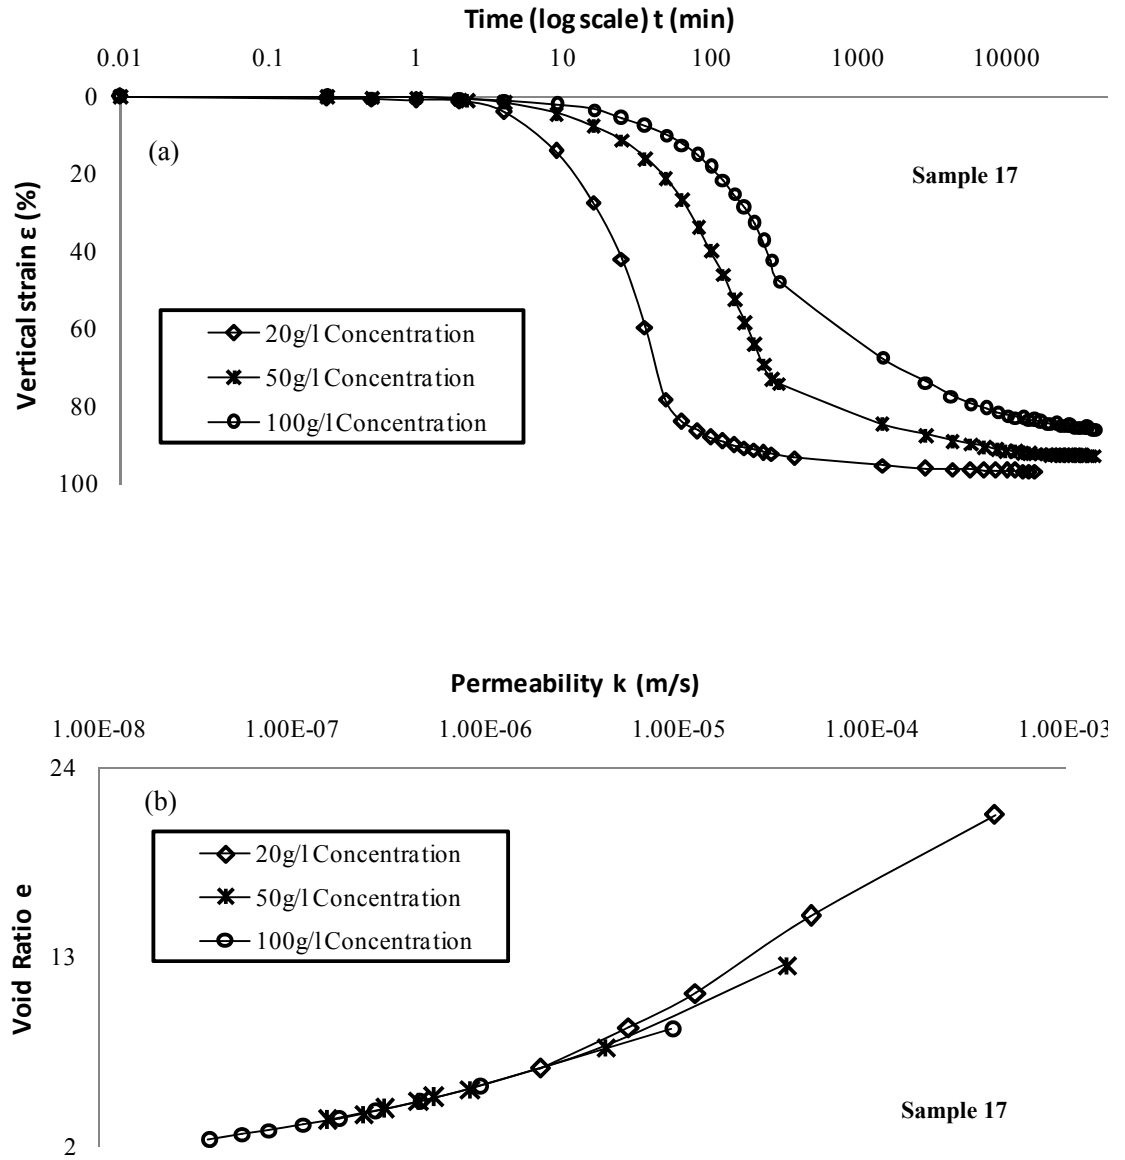 Time (log scale) t (min)
0.01 0.1 1 10 100 1000 10000
0
20
40
60
80
100
Vertical strain ε (%)
(a)
Sample 17
20g/l Concentration
50g/l Concentration
100g/l Concentration
Permeability k (m/s)
1.00E-08 1.00E-07 1.00E-06 1.00E-05 1.00E-04 1.00E-03
24
13
2
Void Ratio e
(b)
20g/l Concentration
50g/l Concentration
100g/l Concentration
Sample 17